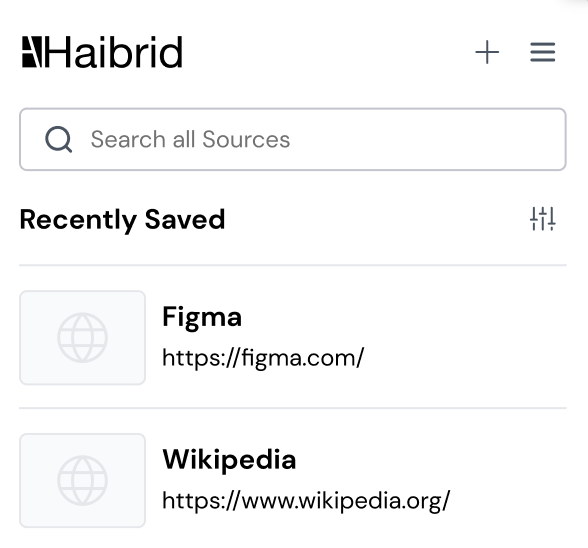 Haibrid
Search all Sources
Recently Saved
Figma
https://figma.com/
Wikipedia
https://www.wikipedia.org/